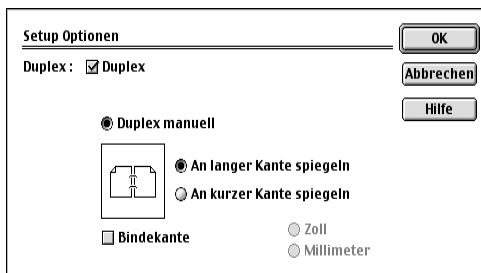 Setup Optionen
OK
Duplex : Duplex
Abbrechen
Hilfe
Duplex manuell
An langer Kante spiegeln
An kurzer Kante spiegeln
Bindekante
Zoll
Millimeter